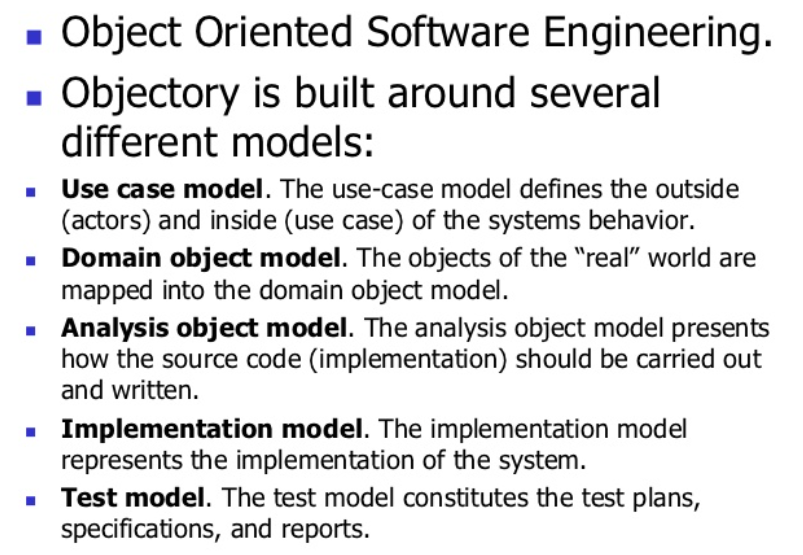 Object Oriented Software Engineering.
Objectory is built around several
different models:
Use case model. The use-case model defines the outside
(actors) and inside (use case) of the systems behavior.
Domain object model. The objects of the “real” world are
mapped into the domain object model.
Analysis object model. The analysis object model presents
how the source code (implementation) should be carried out
and written.
Implementation model. The implementation model
represents the implementation of the system.
Test model. The test model constitutes the test plans,
specifications, and reports.